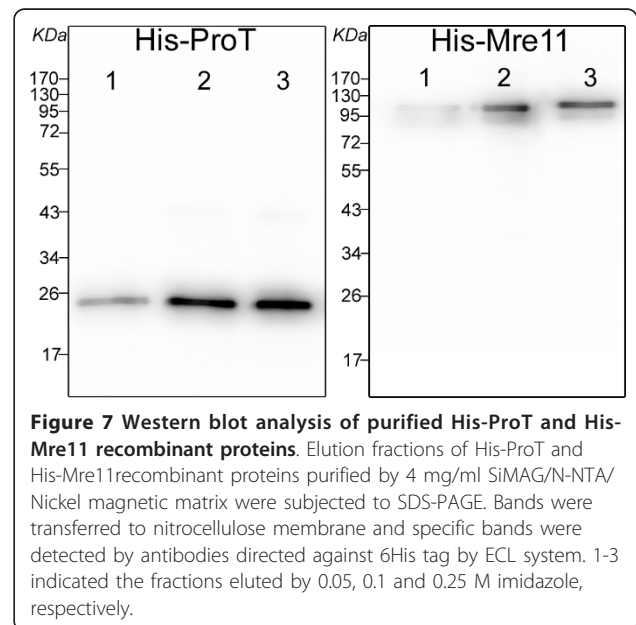 KDa His-ProT
1 2 3
170
130
95
72
55
43
34
26
17
KDa His-Mre11
1 2 3
170
130
95
72
55
43
34
26
17
Figure 7 Western blot analysis of purified His-ProT and His-
Mre11 recombinant proteins. Elution fractions of His-ProT and
His-Mre11recombinant proteins purified by 4 mg/ml SiMAG/N-NTA/
Nickel magnetic matrix were subjected to SDS-PAGE. Bands were
transferred to nitrocellulose membrane and specific bands were
detected by antibodies directed against 6His tag by ECL system. 1-3
indicated the fractions eluted by 0.05, 0.1 and 0.25 M imidazole,
respectively.